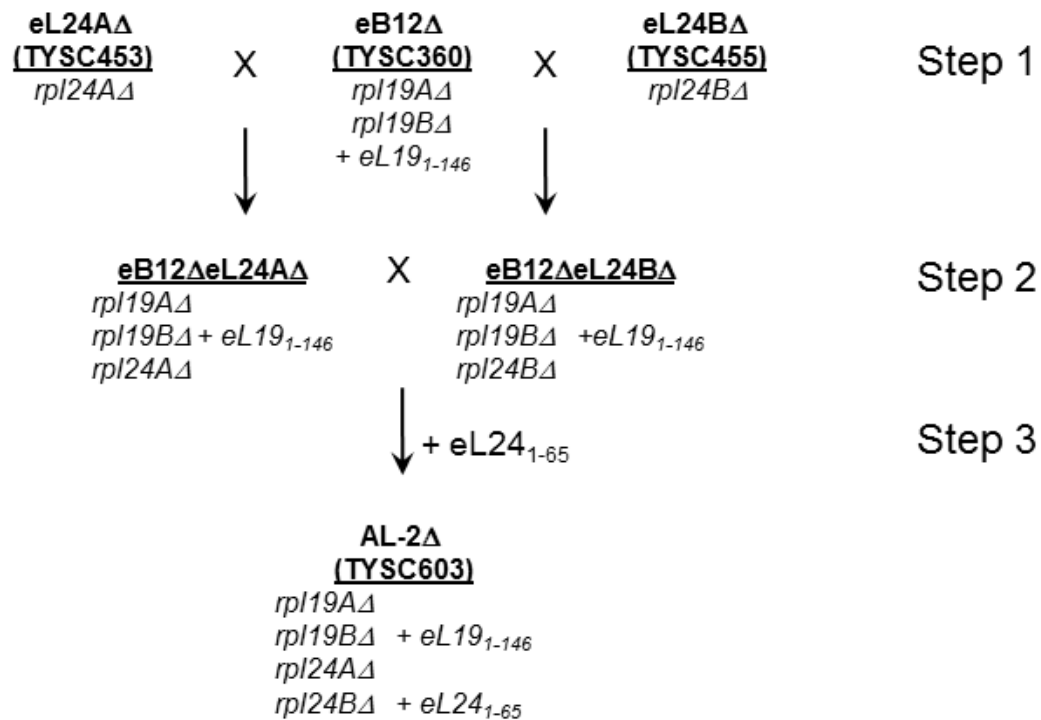 eL24AΔ eB12Δ eL24BΔ
(TYSC453) X (TYSC360) X (TYSC455) Step 1
rpl24AΔ rpl19AΔ rpl24BΔ
rpl19BΔ
+ eL19₁₋₁₄₆
eB12ΔeL24AΔ X eB12ΔeL24BΔ Step 2
rpl19AΔ rpl19AΔ
rpl19BΔ + eL19₁₋₁₄₆ rpl19BΔ +eL19₁₋₁₄₆
rpl24AΔ rpl24BΔ
+ eL24₁₋₆₅ Step 3
AL-2Δ
(TYSC603)
rpl19AΔ
rpl19BΔ + eL19₁₋₁₄₆
rpl24AΔ
rpl24BΔ + eL24₁₋₆₅